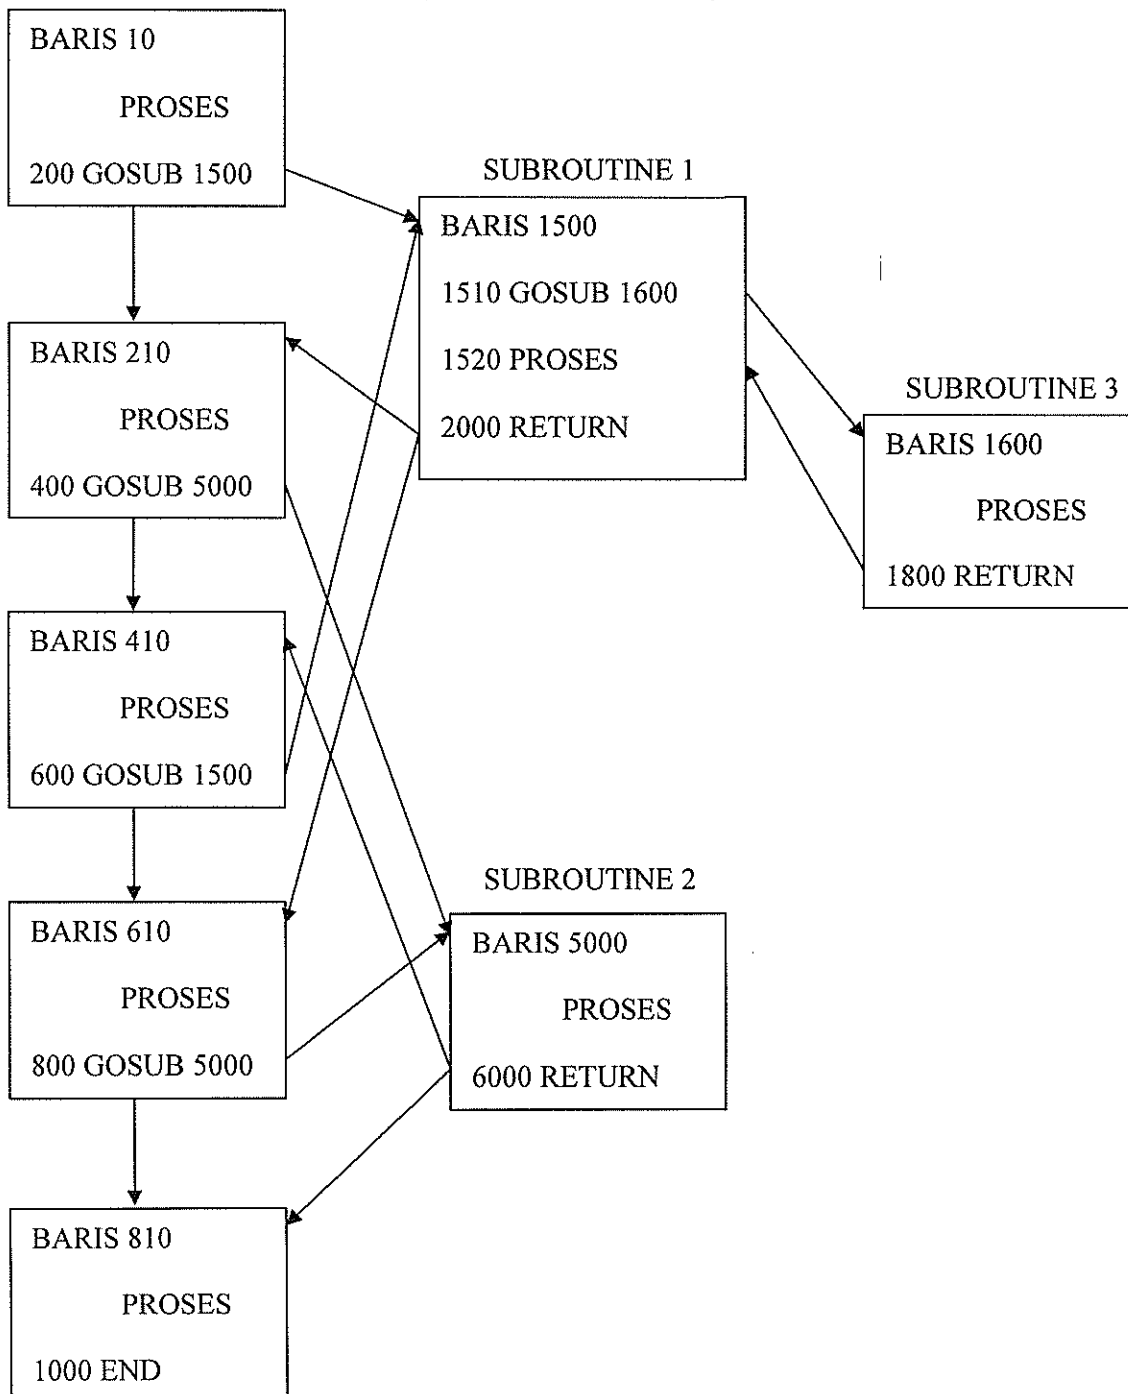 BARIS 10
PROSES
200 GOSUB 1500
BARIS 210
PROSES
400 GOSUB 5000
BARIS 410
PROSES
600 GOSUB 1500
BARIS 610
PROSES
800 GOSUB 5000
BARIS 810
PROSES
1000 END
SUBROUTINE 1
BARIS 1500
1510 GOSUB 1600
1520 PROSES
2000 RETURN
SUBROUTINE 3
BARIS 1600
PROSES
1800 RETURN
SUBROUTINE 2
BARIS 5000
PROSES
6000 RETURN